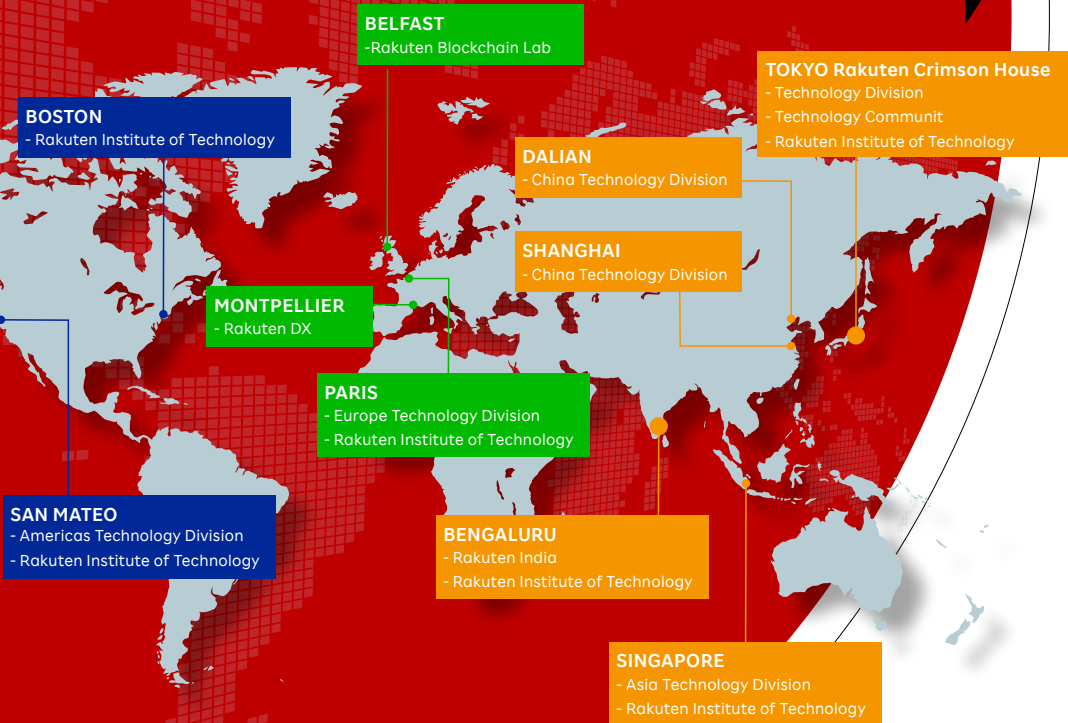 BELFAST
-Rakuten Blockchain Lab
TOKYO Rakuten Crimson House
- Technology Division
- Technology Communit
- Rakuten Institute of Technology
BOSTON
- Rakuten Institute of Technology
DALIAN
- China Technology Division
SHANGHAI
- China Technology Division
MONTPELLIER
- Rakuten DX
PARIS
- Europe Technology Division
- Rakuten Institute of Technology
SAN MATEO
- Americas Technology Division
- Rakuten Institute of Technology
BENGALURU
- Rakuten India
- Rakuten Institute of Technology
SINGAPORE
- Asia Technology Division
- Rakuten Institute of Technology